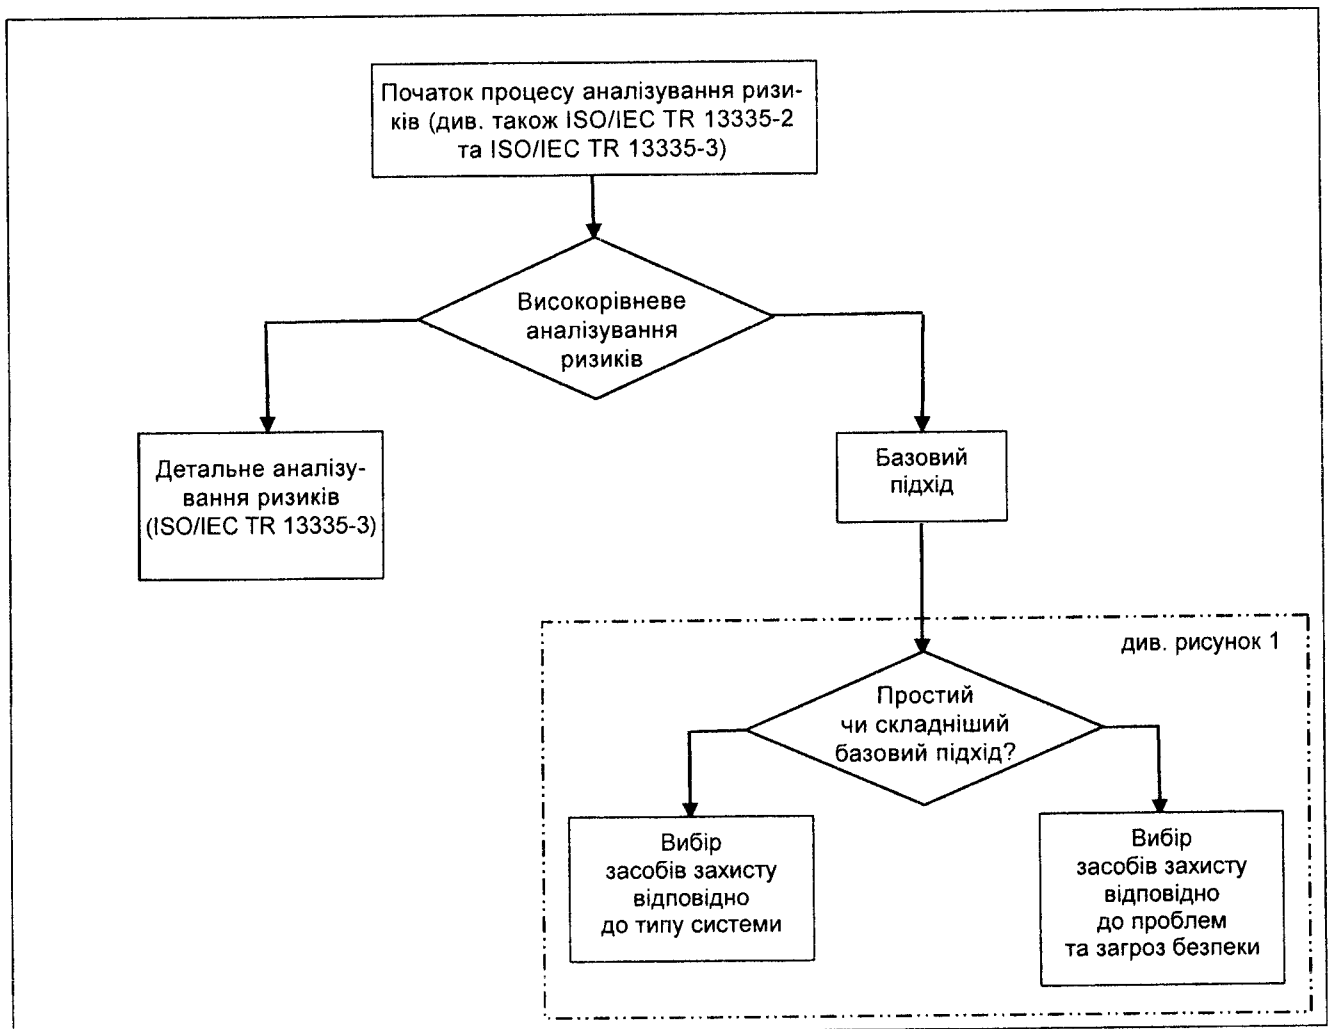 Початок процесу аналізування ризи-
ків (див. також ISO/IEC TR 13335-2
та ISO/IEC TR 13335-3)
Високорівневе
аналізування
ризиків
Детальне аналізу-
вання ризиків
(ISO/IEC TR 13335-3)
Базовий
підхід
див. рисунок 1
Простий
чи складніший
базовий підхід?
Вибір
засобів захисту
відповідно
до типу системи
Вибір
засобів захисту
відповідно
до проблем
та загроз безпеки